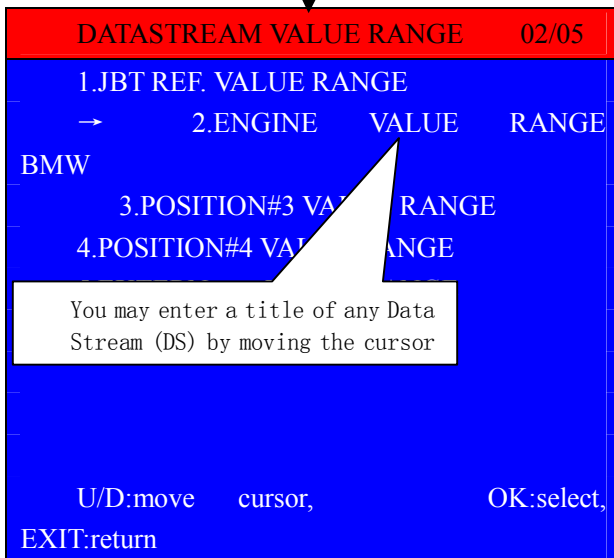 DATASTREAM VALUE RANGE 02/05
1.JBT REF. VALUE RANGE
→ 2.ENGINE VALUE RANGE
BMW
3.POSITION#3 VA RANGE
4.POSITION#4 VA ANGE
You may enter a title of any Data
Stream (DS) by moving the cursor
U/D:move cursor, OK:select,
EXIT:return